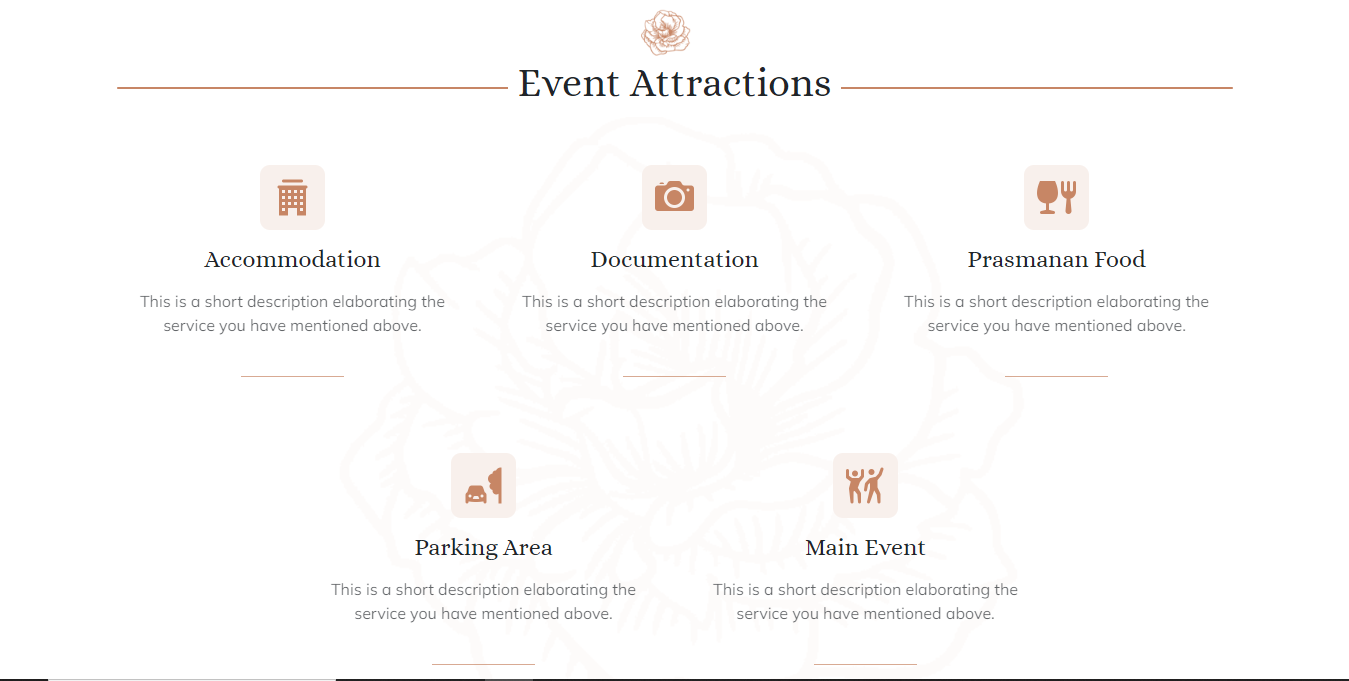 Event Attractions
Accommodation
Documentation
Prasmanan Food
This is a short description elaborating the
service you have mentioned above.
This is a short description elaborating the
service you have mentioned above.
This is a short description elaborating the
service you have mentioned above.
Parking Area
Main Event
This is a short description elaborating the
service you have mentioned above.
This is a short description elaborating the
service you have mentioned above.